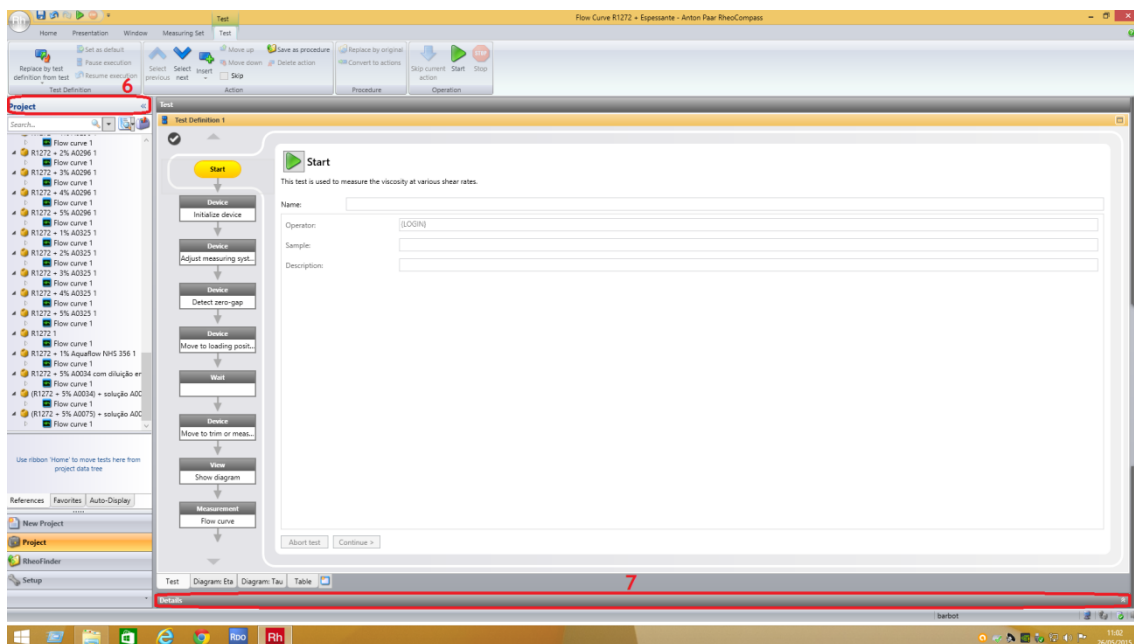 Test
Flow Curve R1272 + Espessante - Anton Paar RheoCompass
Home Presentation Window Measuring Set Test
Replace by test definition from test
Set as default
Pause execution
Resume execution
Test Definition
6
Select previous
Select next
Insert
Move up
Move down
Skip
Save as procedure
Delete action
Action
Replace by original
Convert to actions
Procedure
Skip current action
Start
STOP
Stop
Operation
Project
Search...
Flow curve 1
R1272 + 2% A0296 1
Flow curve 1
R1272 + 3% A0296 1
Flow curve 1
R1272 + 4% A0296 1
Flow curve 1
R1272 + 5% A0296 1
Flow curve 1
R1272 + 1% A0325 1
Flow curve 1
R1272 + 2% A0325 1
Flow curve 1
R1272 + 3% A0325 1
Flow curve 1
R1272 + 4% A0325 1
Flow curve 1
R1272 + 5% A0325 1
Flow curve 1
R1272 1
Flow curve 1
R1272 + 1% Aquaflow NHS 356 1
Flow curve 1
R1272 + 5% A0034 com diluição er
Flow curve 1
(R1272 + 5% A0034) + solução A00
Flow curve 1
(R1272 + 5% A0075) + solução A00
Flow curve 1
Use ribbon 'Home' to move tests here from
project data tree
References Favorites Auto-Display
New Project
Project
RheoFinder
Setup
Test
Test Definition 1
Start
Device
Initialize device
Device
Adjust measuring syst...
Device
Detect zero-gap
Device
Move to loading posit...
Wait
Device
Move to trim or meas...
View
Show diagram
Measurement
Flow curve
Start
This test is used to measure the viscosity at various shear rates.
Name:
Operator: {LOGIN}
Sample:
Description:
Abort test Continue >
Test Diagram: Eta Diagram: Tau Table
7
Details
berbot
RDO
Rh
11:02
26/05/2015